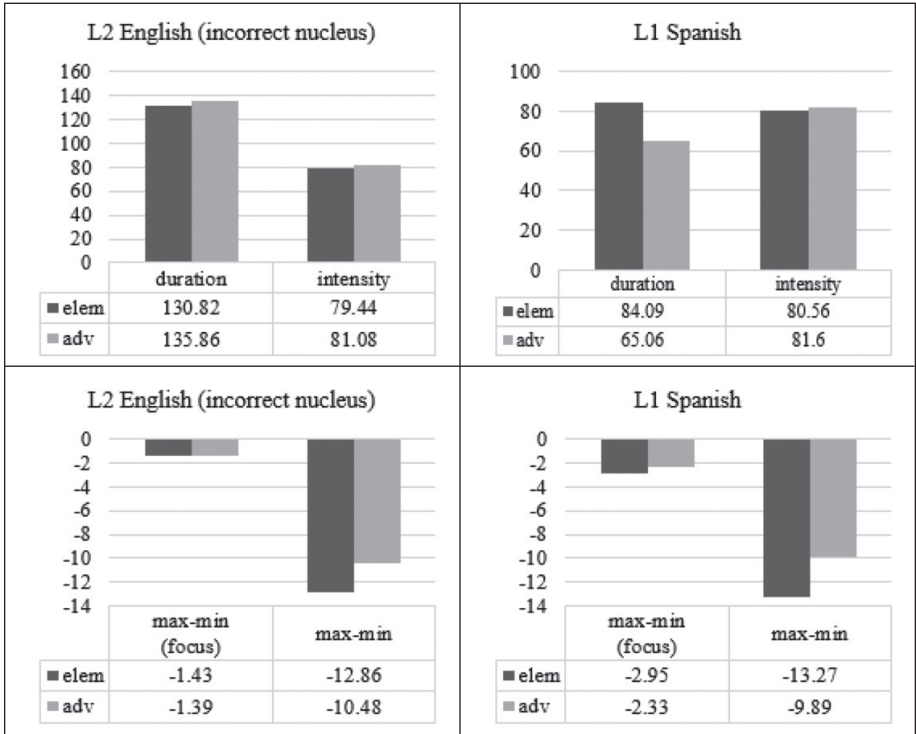 L2 English (incorrect nucleus)
160
140
120
100
80
60
40
20
0
duration intensity
elem 130.82 79.44
adv 135.86 81.08
L1 Spanish
100
80
60
40
20
0
duration intensity
elem 84.09 80.56
adv 65.06 81.6
L2 English (incorrect nucleus)
0
-2
-4
-6
-8
-10
-12
-14
max-min
(focus) max-min
elem -1.43 -12.86
adv -1.39 -10.48
L1 Spanish
0
-2
-4
-6
-8
-10
-12
-14
max-min
(focus) max-min
elem -2.95 -13.27
adv -2.33 -9.89